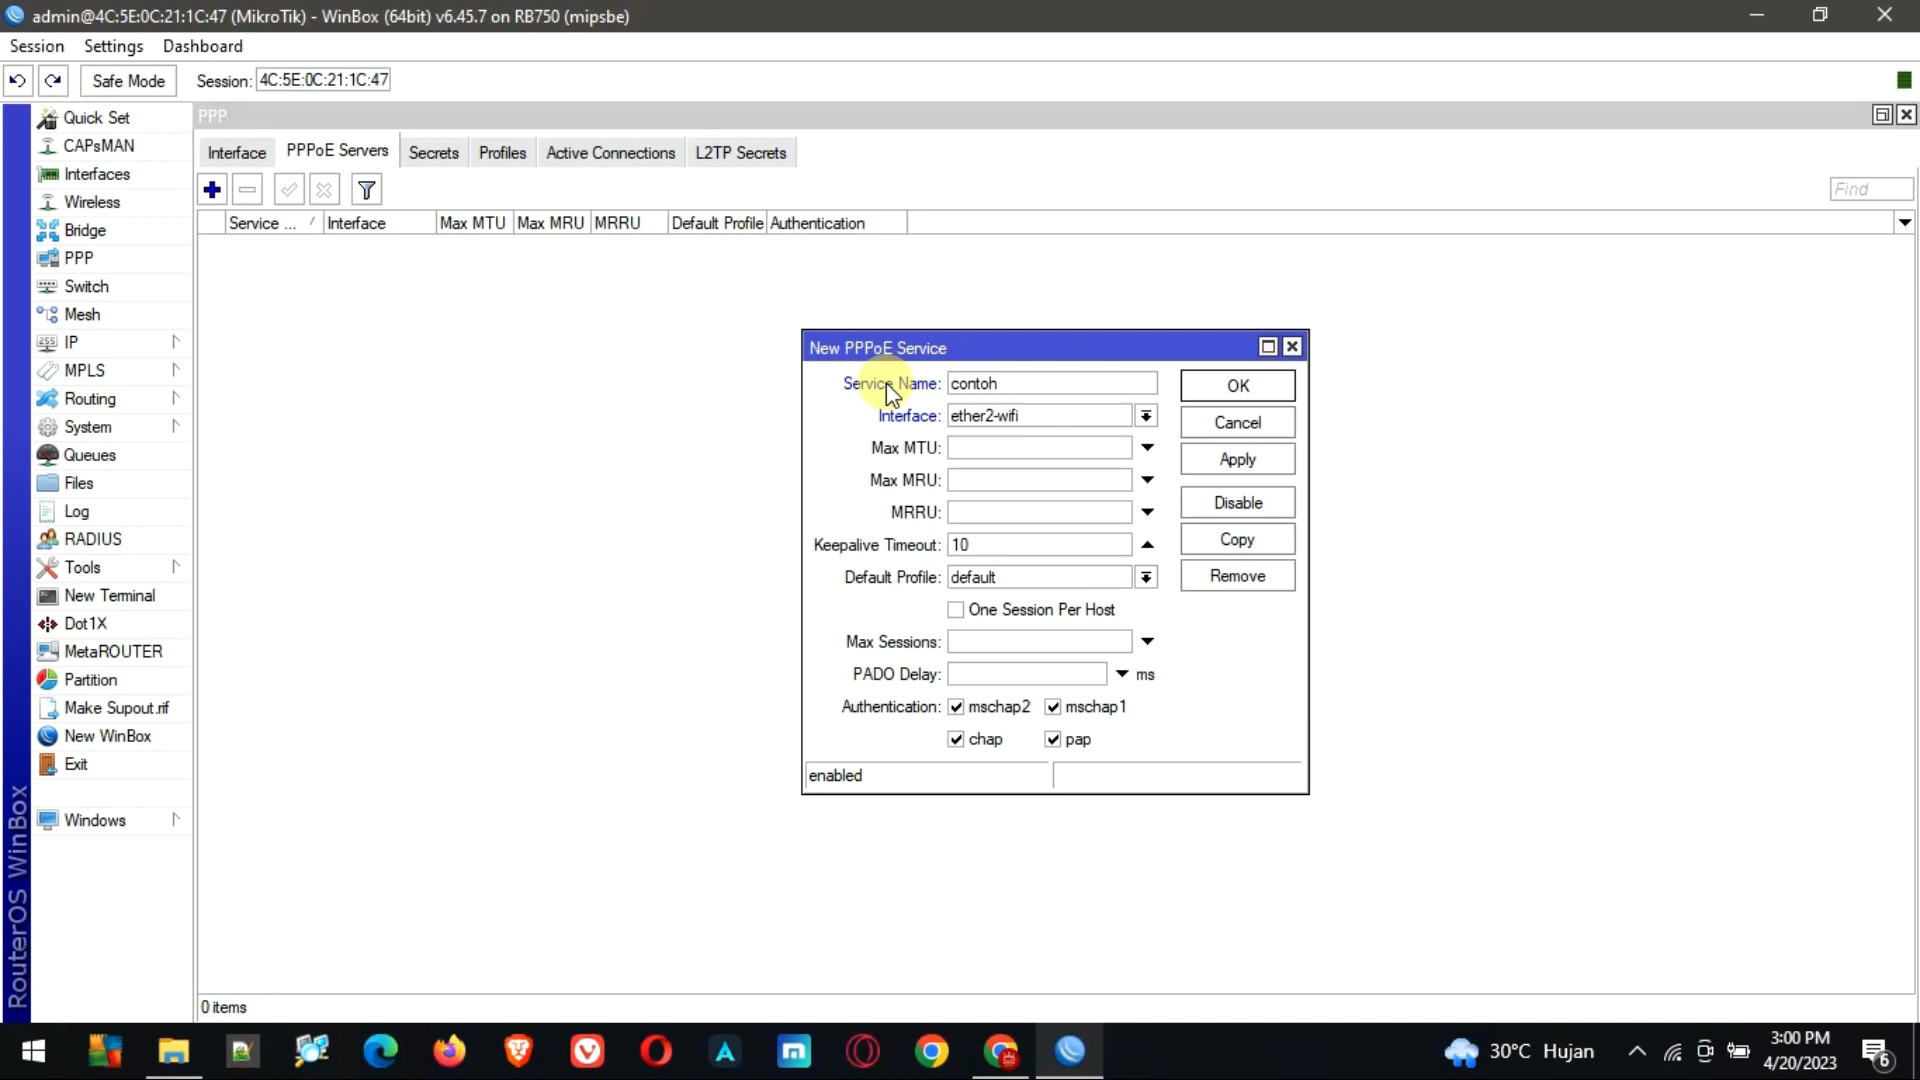 admin@4C:5E:0C:21:1C:47 (MikroTik) - WinBox (64bit) v6.45.7 on RB750 (mipsbe)
Session Settings Dashboard
Safe Mode Session: 4C:5E:0C:21:1C:47
Quick Set
CAPsMAN
Interfaces
Wireless
Bridge
PPP
Switch
Mesh
IP
MPLS
Routing
System
Queues
Files
Log
RADIUS
Tools
New Terminal
Dot1X
MetaROUTER
Partition
Make Supout.rif
New WinBox
Exit
Windows
RouterOS WinBox
PPP
Interface PPPoE Servers Secrets Profiles Active Connections L2TP Secrets
Find
Service ... Interface Max MTU Max MRU MRRU Default Profile Authentication
New PPPoE Service
Service Name: contoh
Interface: ether2-wifi
Max MTU:
Max MRU:
MRRU:
Keepalive Timeout: 10
Default Profile: default
One Session Per Host
Max Sessions:
PADO Delay: ms
Authentication: mschap2 mschap1
chap pap
enabled
OK
Cancel
Apply
Disable
Copy
Remove
0 items
30°C Hujan
3:00 PM
4/20/2023
6